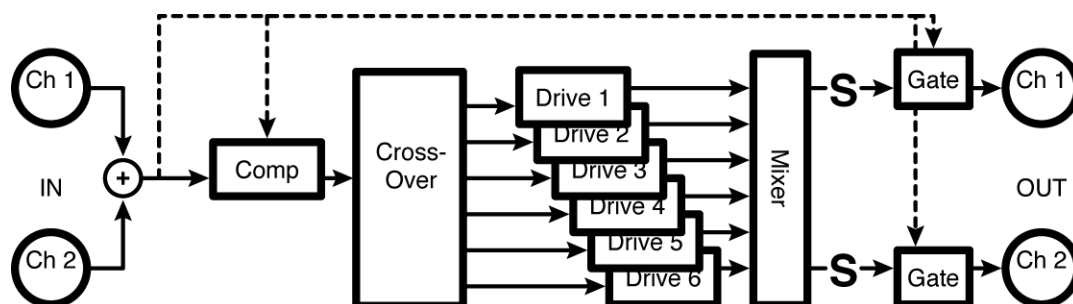 Ch 1
IN
Ch 2
+
Comp
Cross-
Over
Drive 1
Drive 2
Drive 3
Drive 4
Drive 5
Drive 6
Mixer
S
S
Gate
Gate
Ch 1
OUT
Ch 2